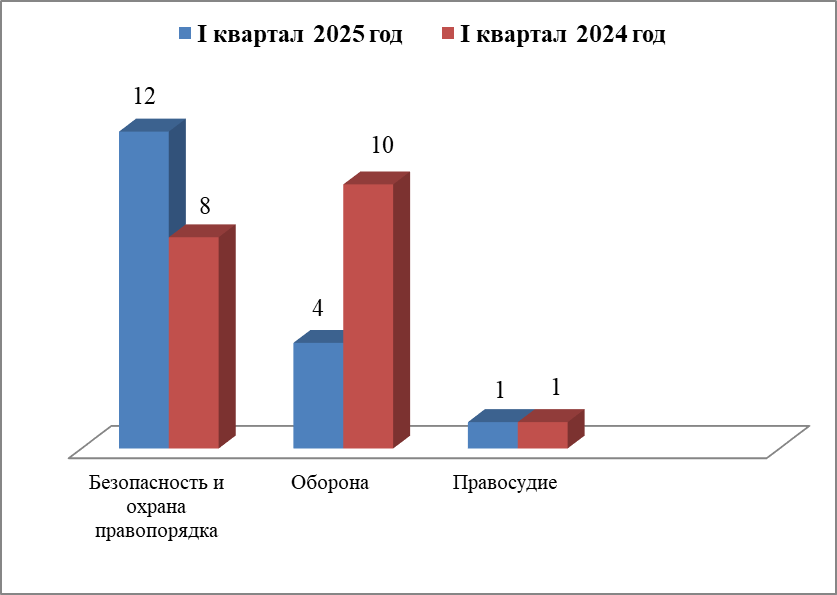 I квартал 2025 год I квартал 2024 год
12
8
10
4
1
1
Безопасность и
охрана
правопорядка
Оборона
Правосудие